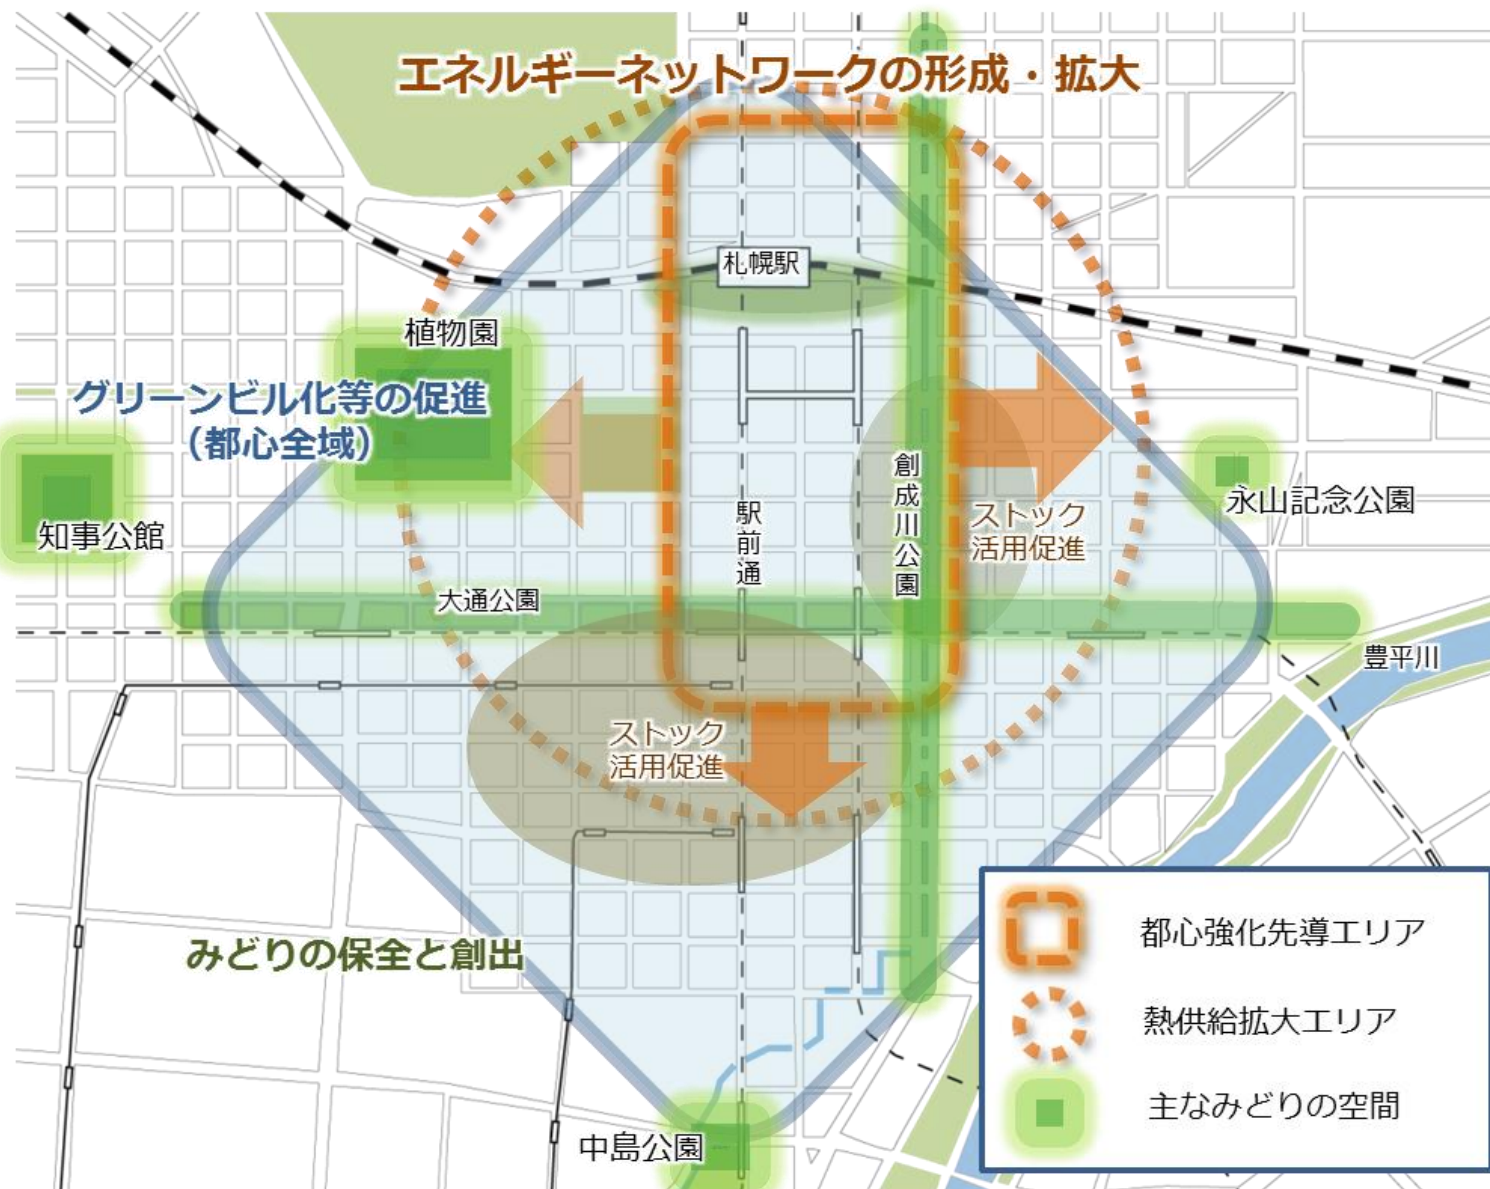 エネルギーネットワークの形成・拡大
札幌駅
植物園
グリーンビル化等の促進
（都心全域）
知事公館
永山記念公園
創成川公園
駅前通
ストック
活用促進
大通公園
豊平川
ストック
活用促進
みどりの保全と創出
中島公園
都心強化先導エリア
熱供給拡大エリア
主なみどりの空間